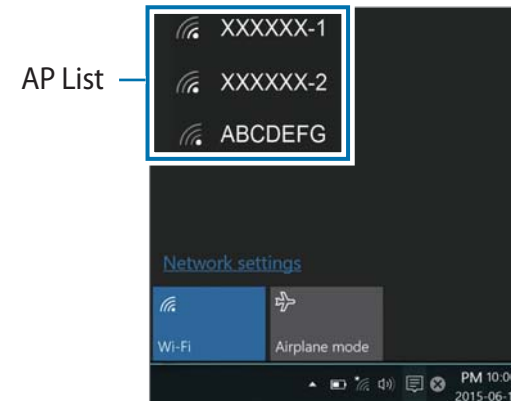 XXXXXX-1
AP List
XXXXXX-2
ABCDEFG
Network settings
Wi-Fi
Airplane mode
PM 10:0
2015-06-1